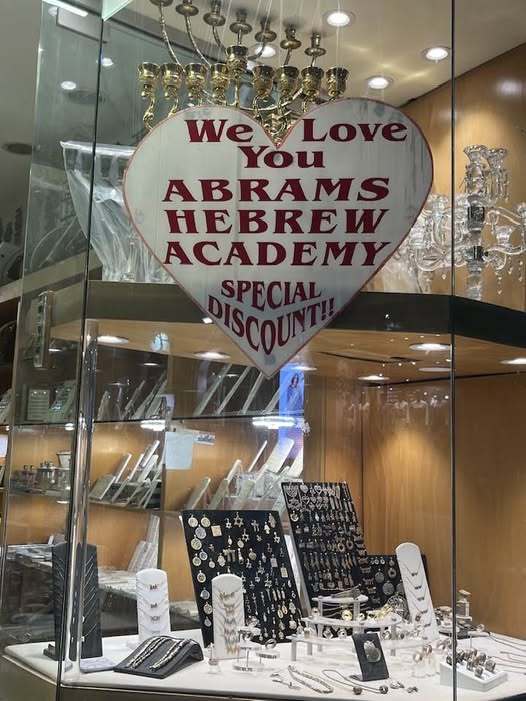 We Love
You
ABRAMS
HEBREW
ACADEMY
SPECIAL
DISCOUNT!!